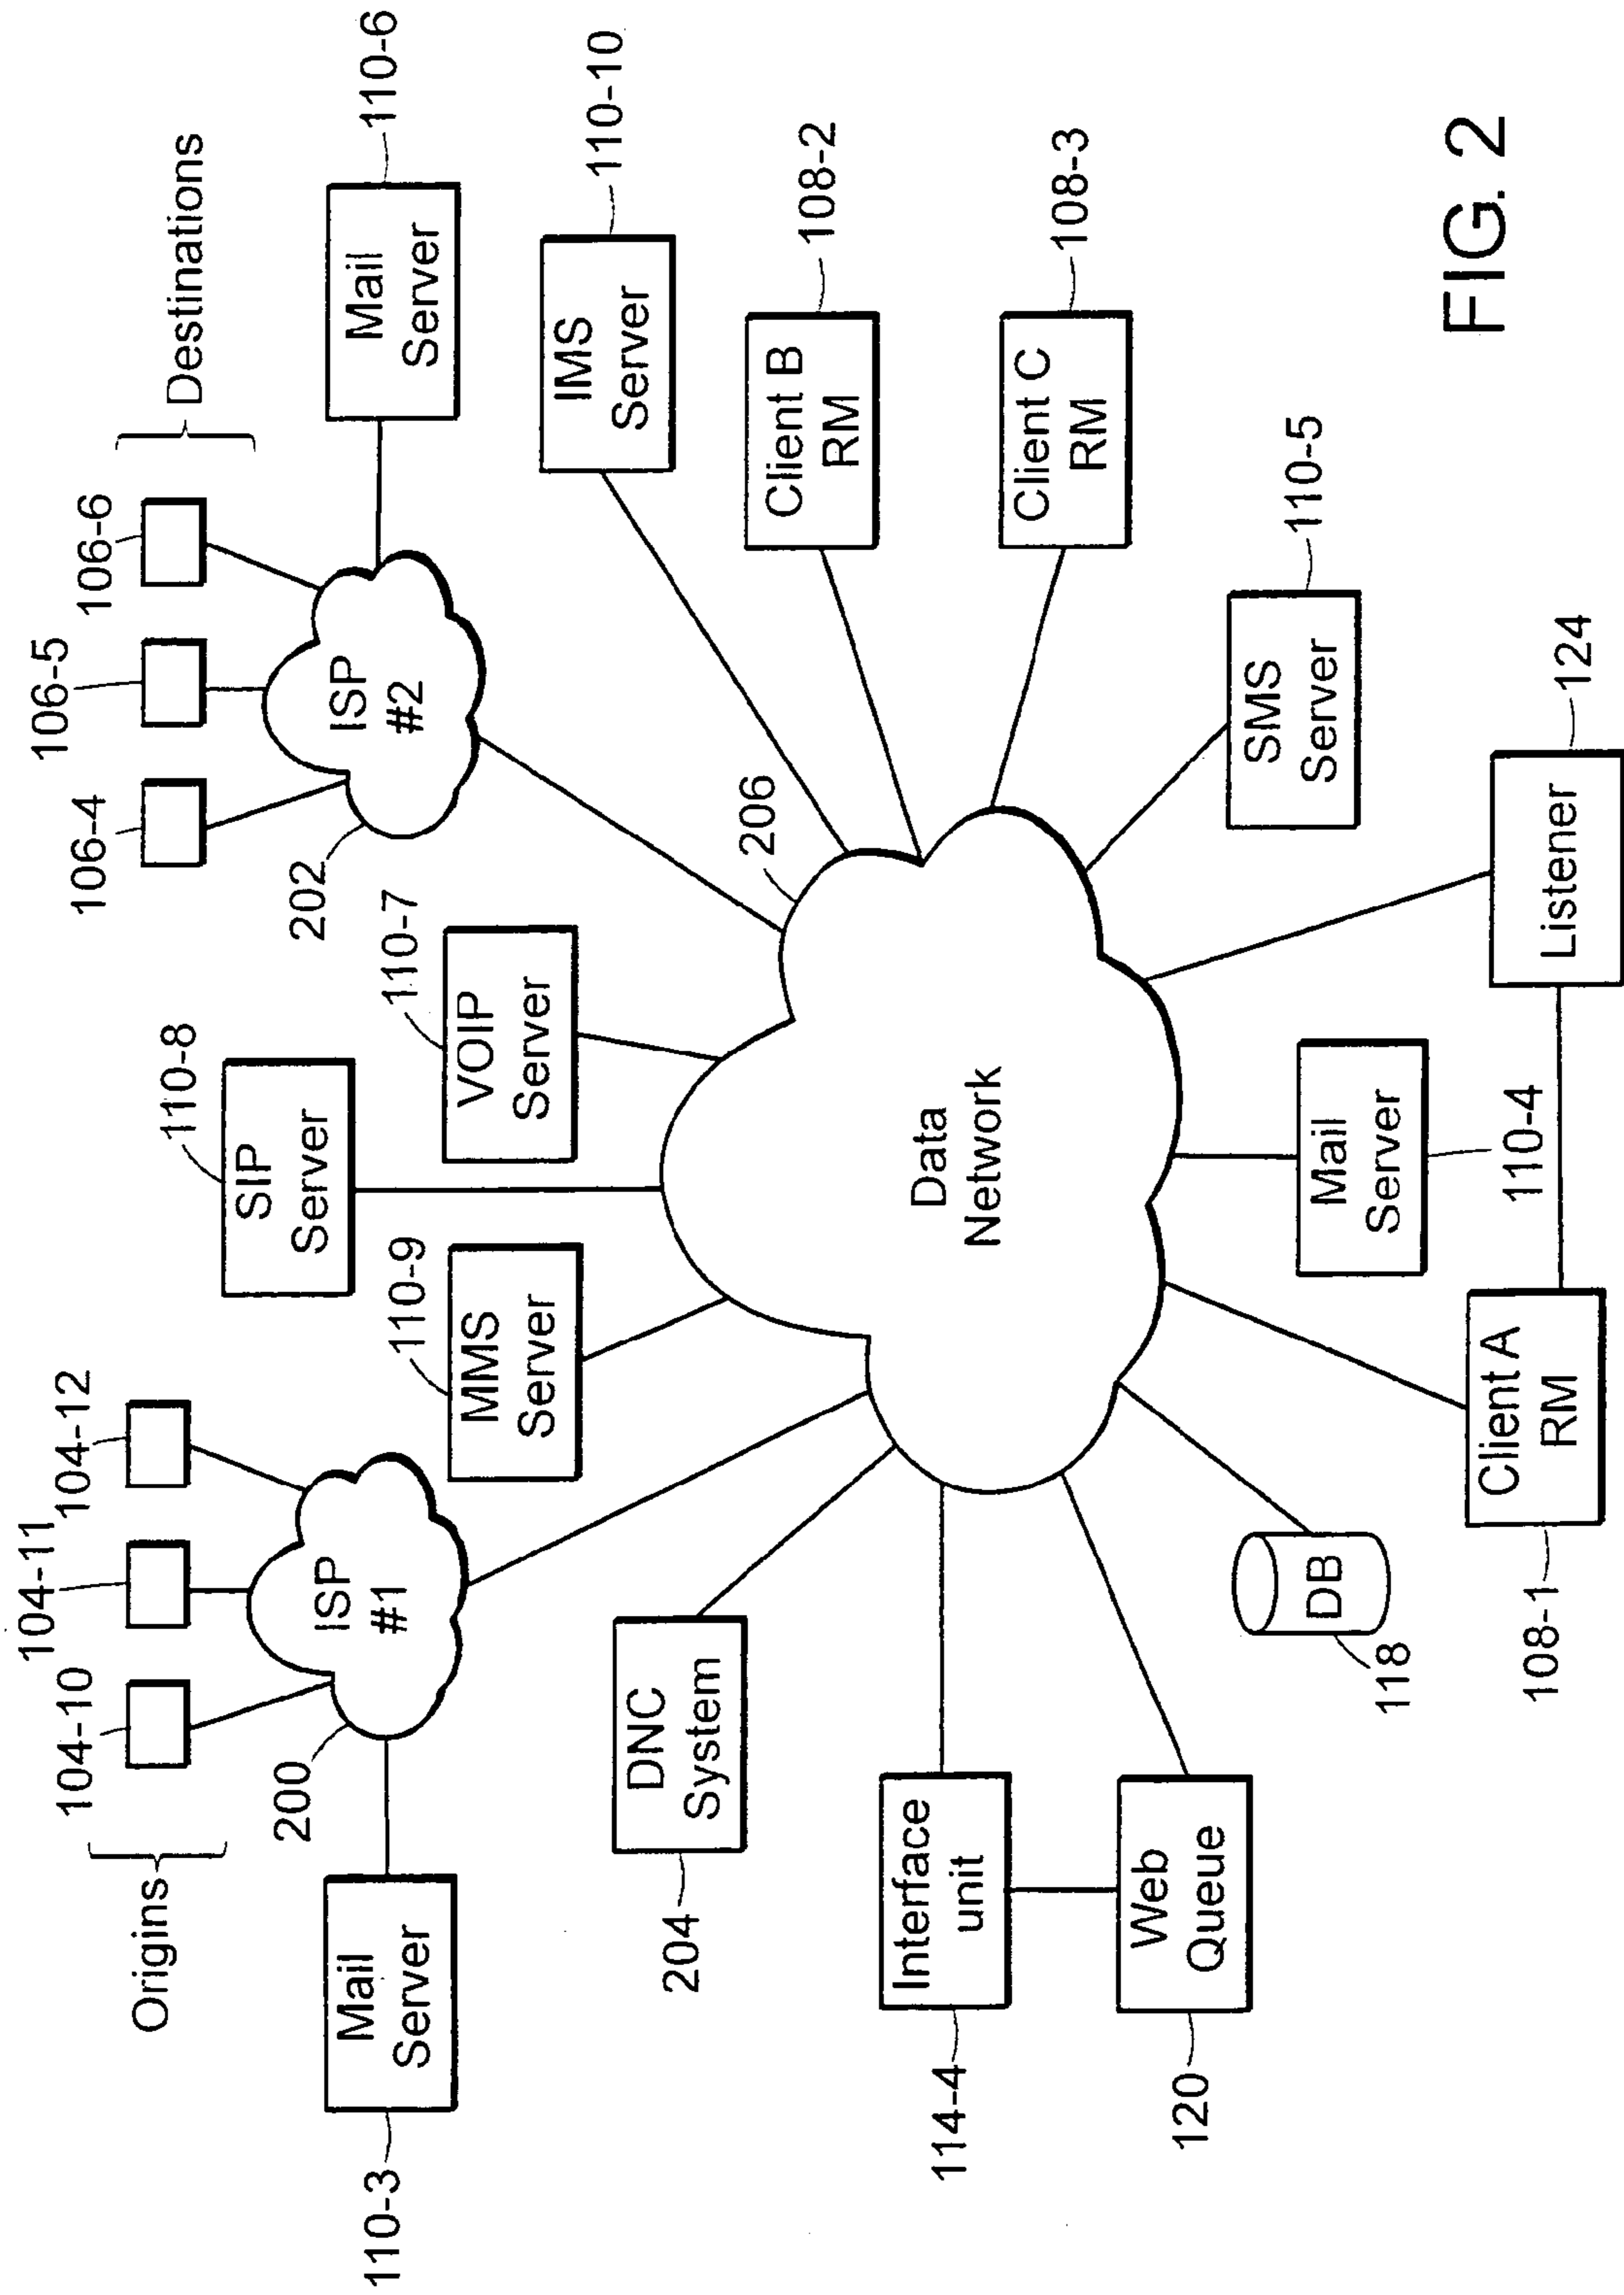 Origins
104-10
104-11
104-12
Destinations
106-4
106-5
106-6
110-3
Mail
Server
200
ISP
#1
110-8
SIP
Server
202
ISP
#2
Mail
Server
110-6
110-9
MMS
Server
110-7
VOIP
Server
IMS
Server
110-10
204
DNC
System
206
Client B
RM
108-2
Data
Network
114-4
Interface
unit
Client C
RM
108-3
120
Web
Queue
118
DB
Mail
Server
110-4
SMS
Server
110-5
108-1
Client A
RM
Listener
124
FIG. 2